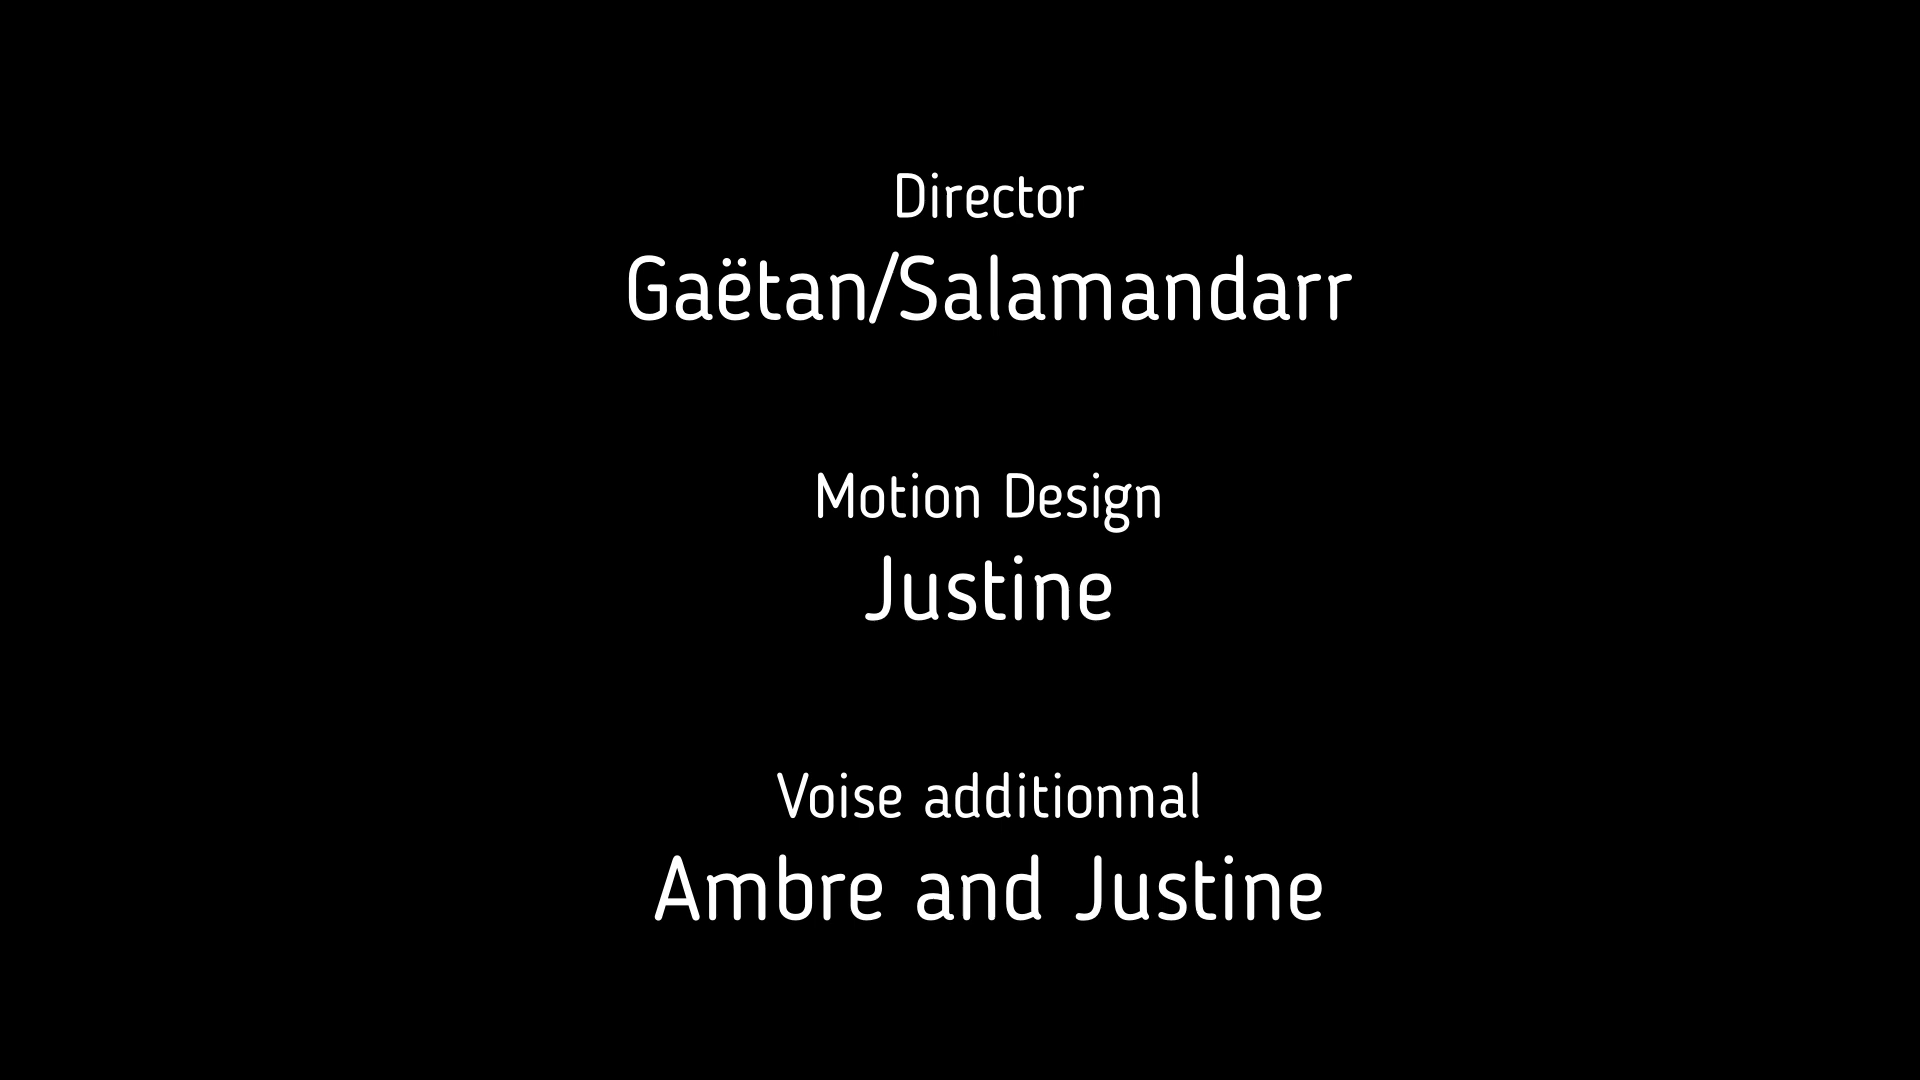 Director
Gaëtan/Salamandarr
Motion Design
Justine
Voise additionnal
Ambre and Justine